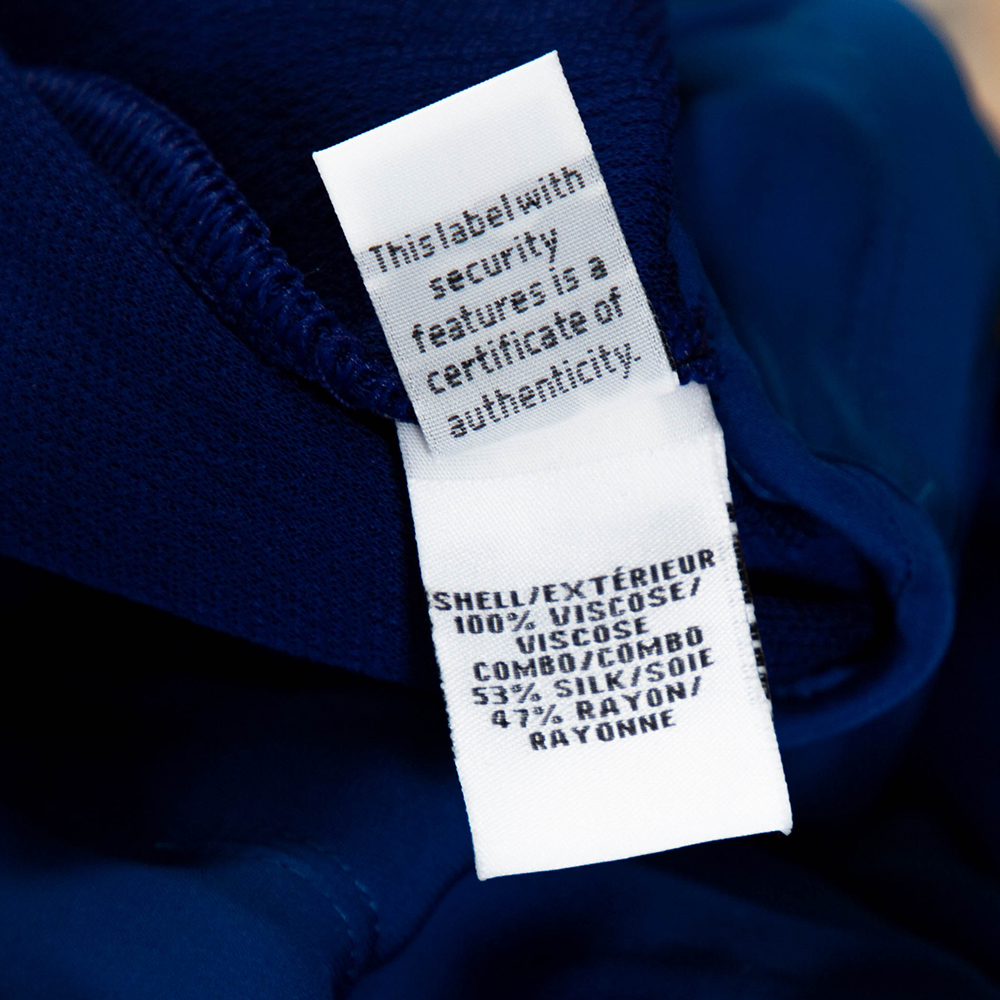 This label with
security
features is a
certificate of
authenticity.
SHELL/EXTÉRIEUR
100% VISCOSE/
VISCOSE
COMBO/COMBO
53% SILK/SOIE
47% RAYON/
RAYONNE